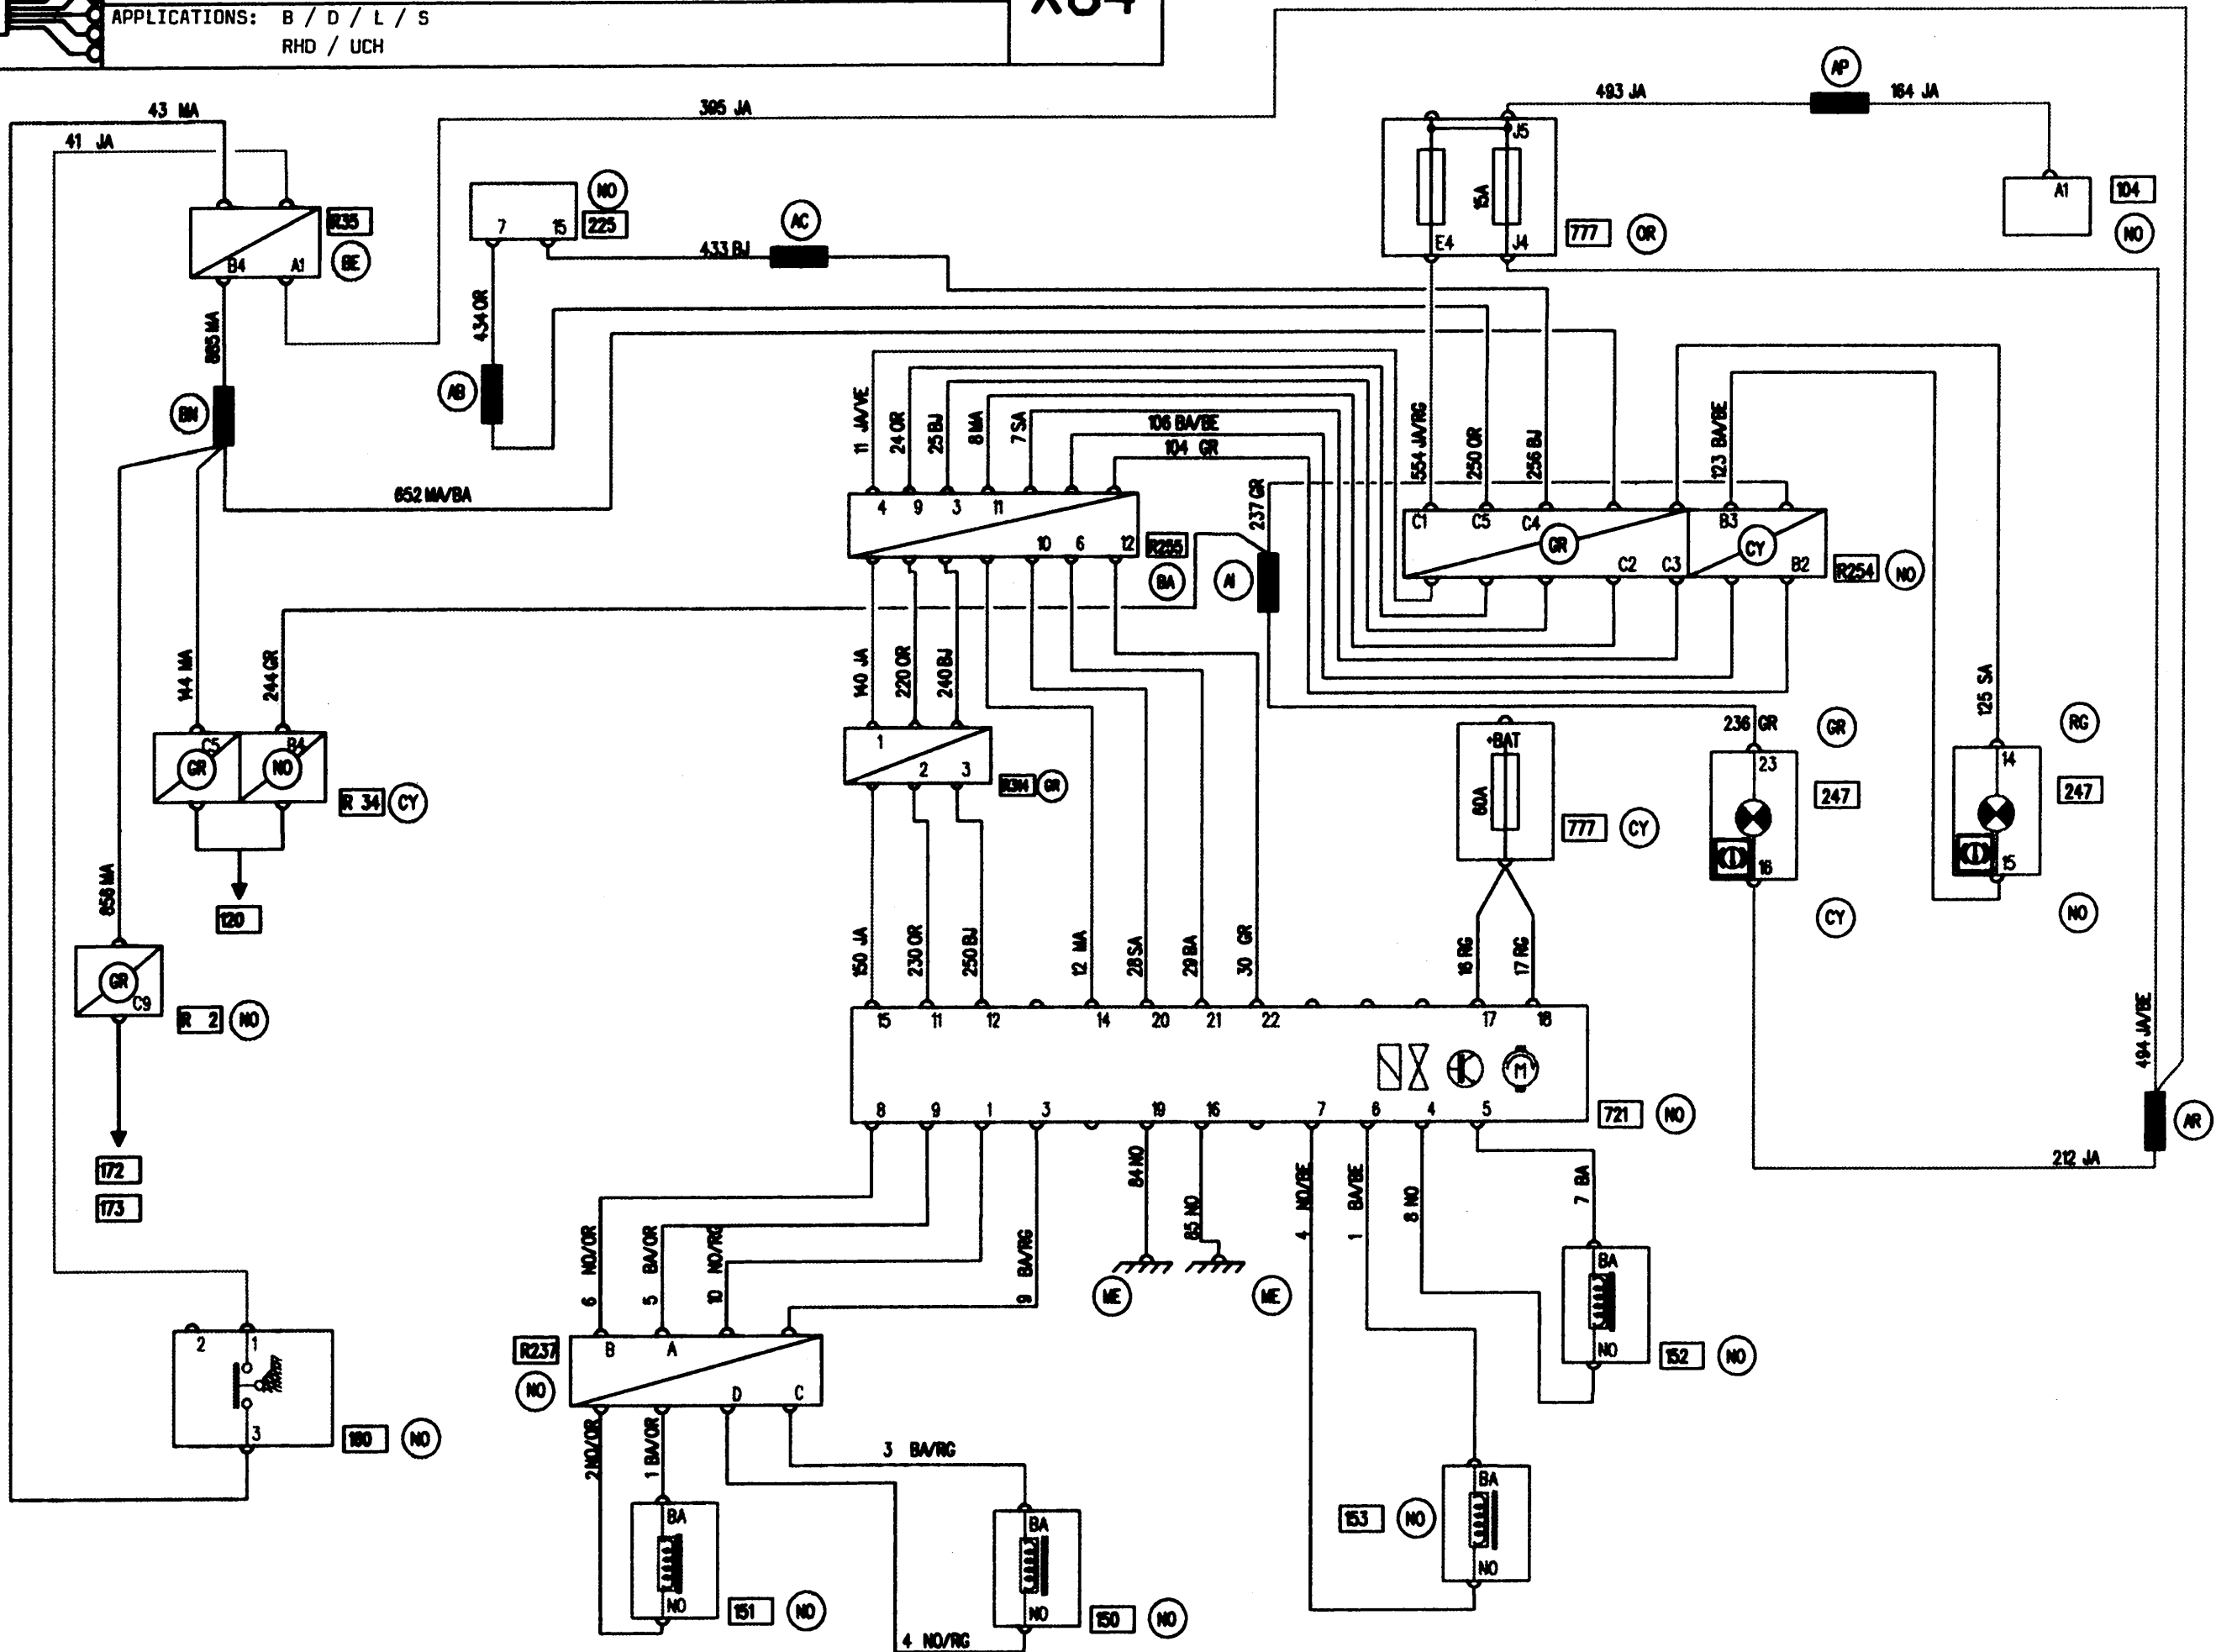 APPLICATIONS: B / D / L / S
RHD / UCH
43 MA
41 JA
395 JA
493 JA
AP
164 JA
J5
15A
E4
J4
777
OR
A1
104
NO
R35
BE
B4
A1
7
15
NO
225
433 BJ
AC
434 OR
AB
885 MA
BN
652 MA/BA
11 JA/VE
24 OR
25 BJ
8 MA
7 SA
106 BA/BE
104 GR
237 GR
554 JA/RG
250 OR
256 BJ
123 BA/BE
4
9
3
11
10
6
12
R255
BA
AI
C1
C5
C4
GR
C2
C3
B3
CY
B2
R254
NO
144 MA
244 GR
140 JA
220 OR
240 BJ
125 SA
C5
GR
B4
NO
R 34
CY
120
1
2
3
GR
+BAT
60A
777
CY
236 GR
GR
23
247
16
CY
RG
14
247
15
NO
858 MA
GR
C9
R 2
NO
172
173
150 JA
230 OR
250 BJ
12 MA
28 SA
29 BA
30 GR
16 RG
17 RG
15
11
12
14
20
21
22
17
18
M
8
9
1
3
19
16
7
6
4
5
721
NO
494 JA/BE
AR
212 JA
6 NO/OR
5 BA/OR
10 NO/RG
9 BA/RG
84 NO
85 NO
ME
ME
4 NO/BE
1 BA/BE
8 NO
7 BA
2
1
3
180
NO
R237
NO
B
A
D
C
2 NO/OR
1 BA/OR
3 BA/RG
4 NO/RG
BA
NO
151
NO
BA
NO
150
NO
BA
NO
153
NO
BA
NO
152
NO